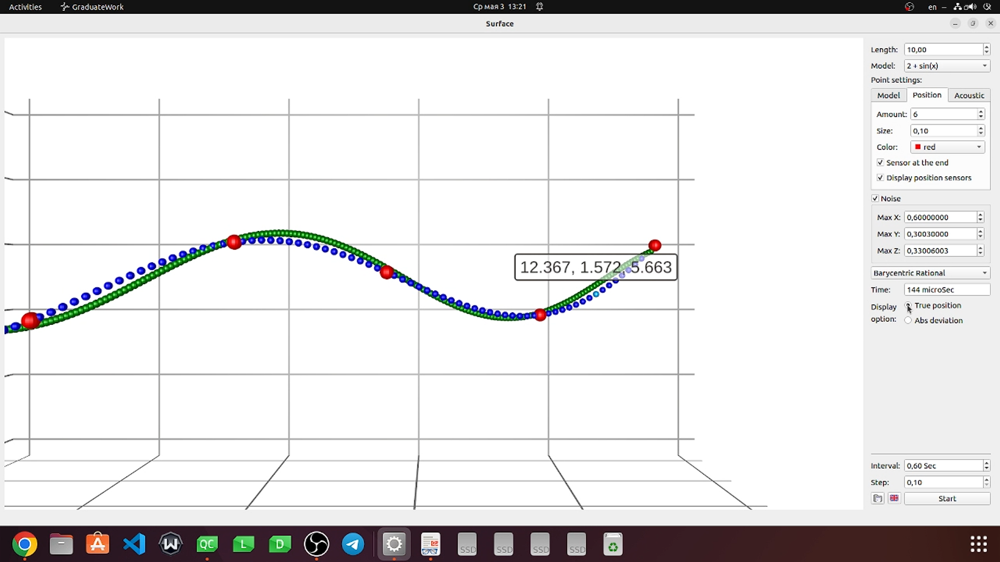 Activities GraduateWork Ср мая 3 13:21 en
Surface
Length: 10,00
Model: 2 + sin(x)
Point settings:
Model Position Acoustic
Amount: 6
Size: 0,10
Color: red
Sensor at the end
Display position sensors
Noise
Max X: 0,60000000
Max Y: 0,30030000
Max Z: 0,33006003
12.367, 1.572, 5.663
Barycentric Rational
Time: 144 microSec
Display option: True position
Abs deviation
Interval: 0,60 Sec
Step: 0,10
Start
W QC L D SSD SSD SSD SSD